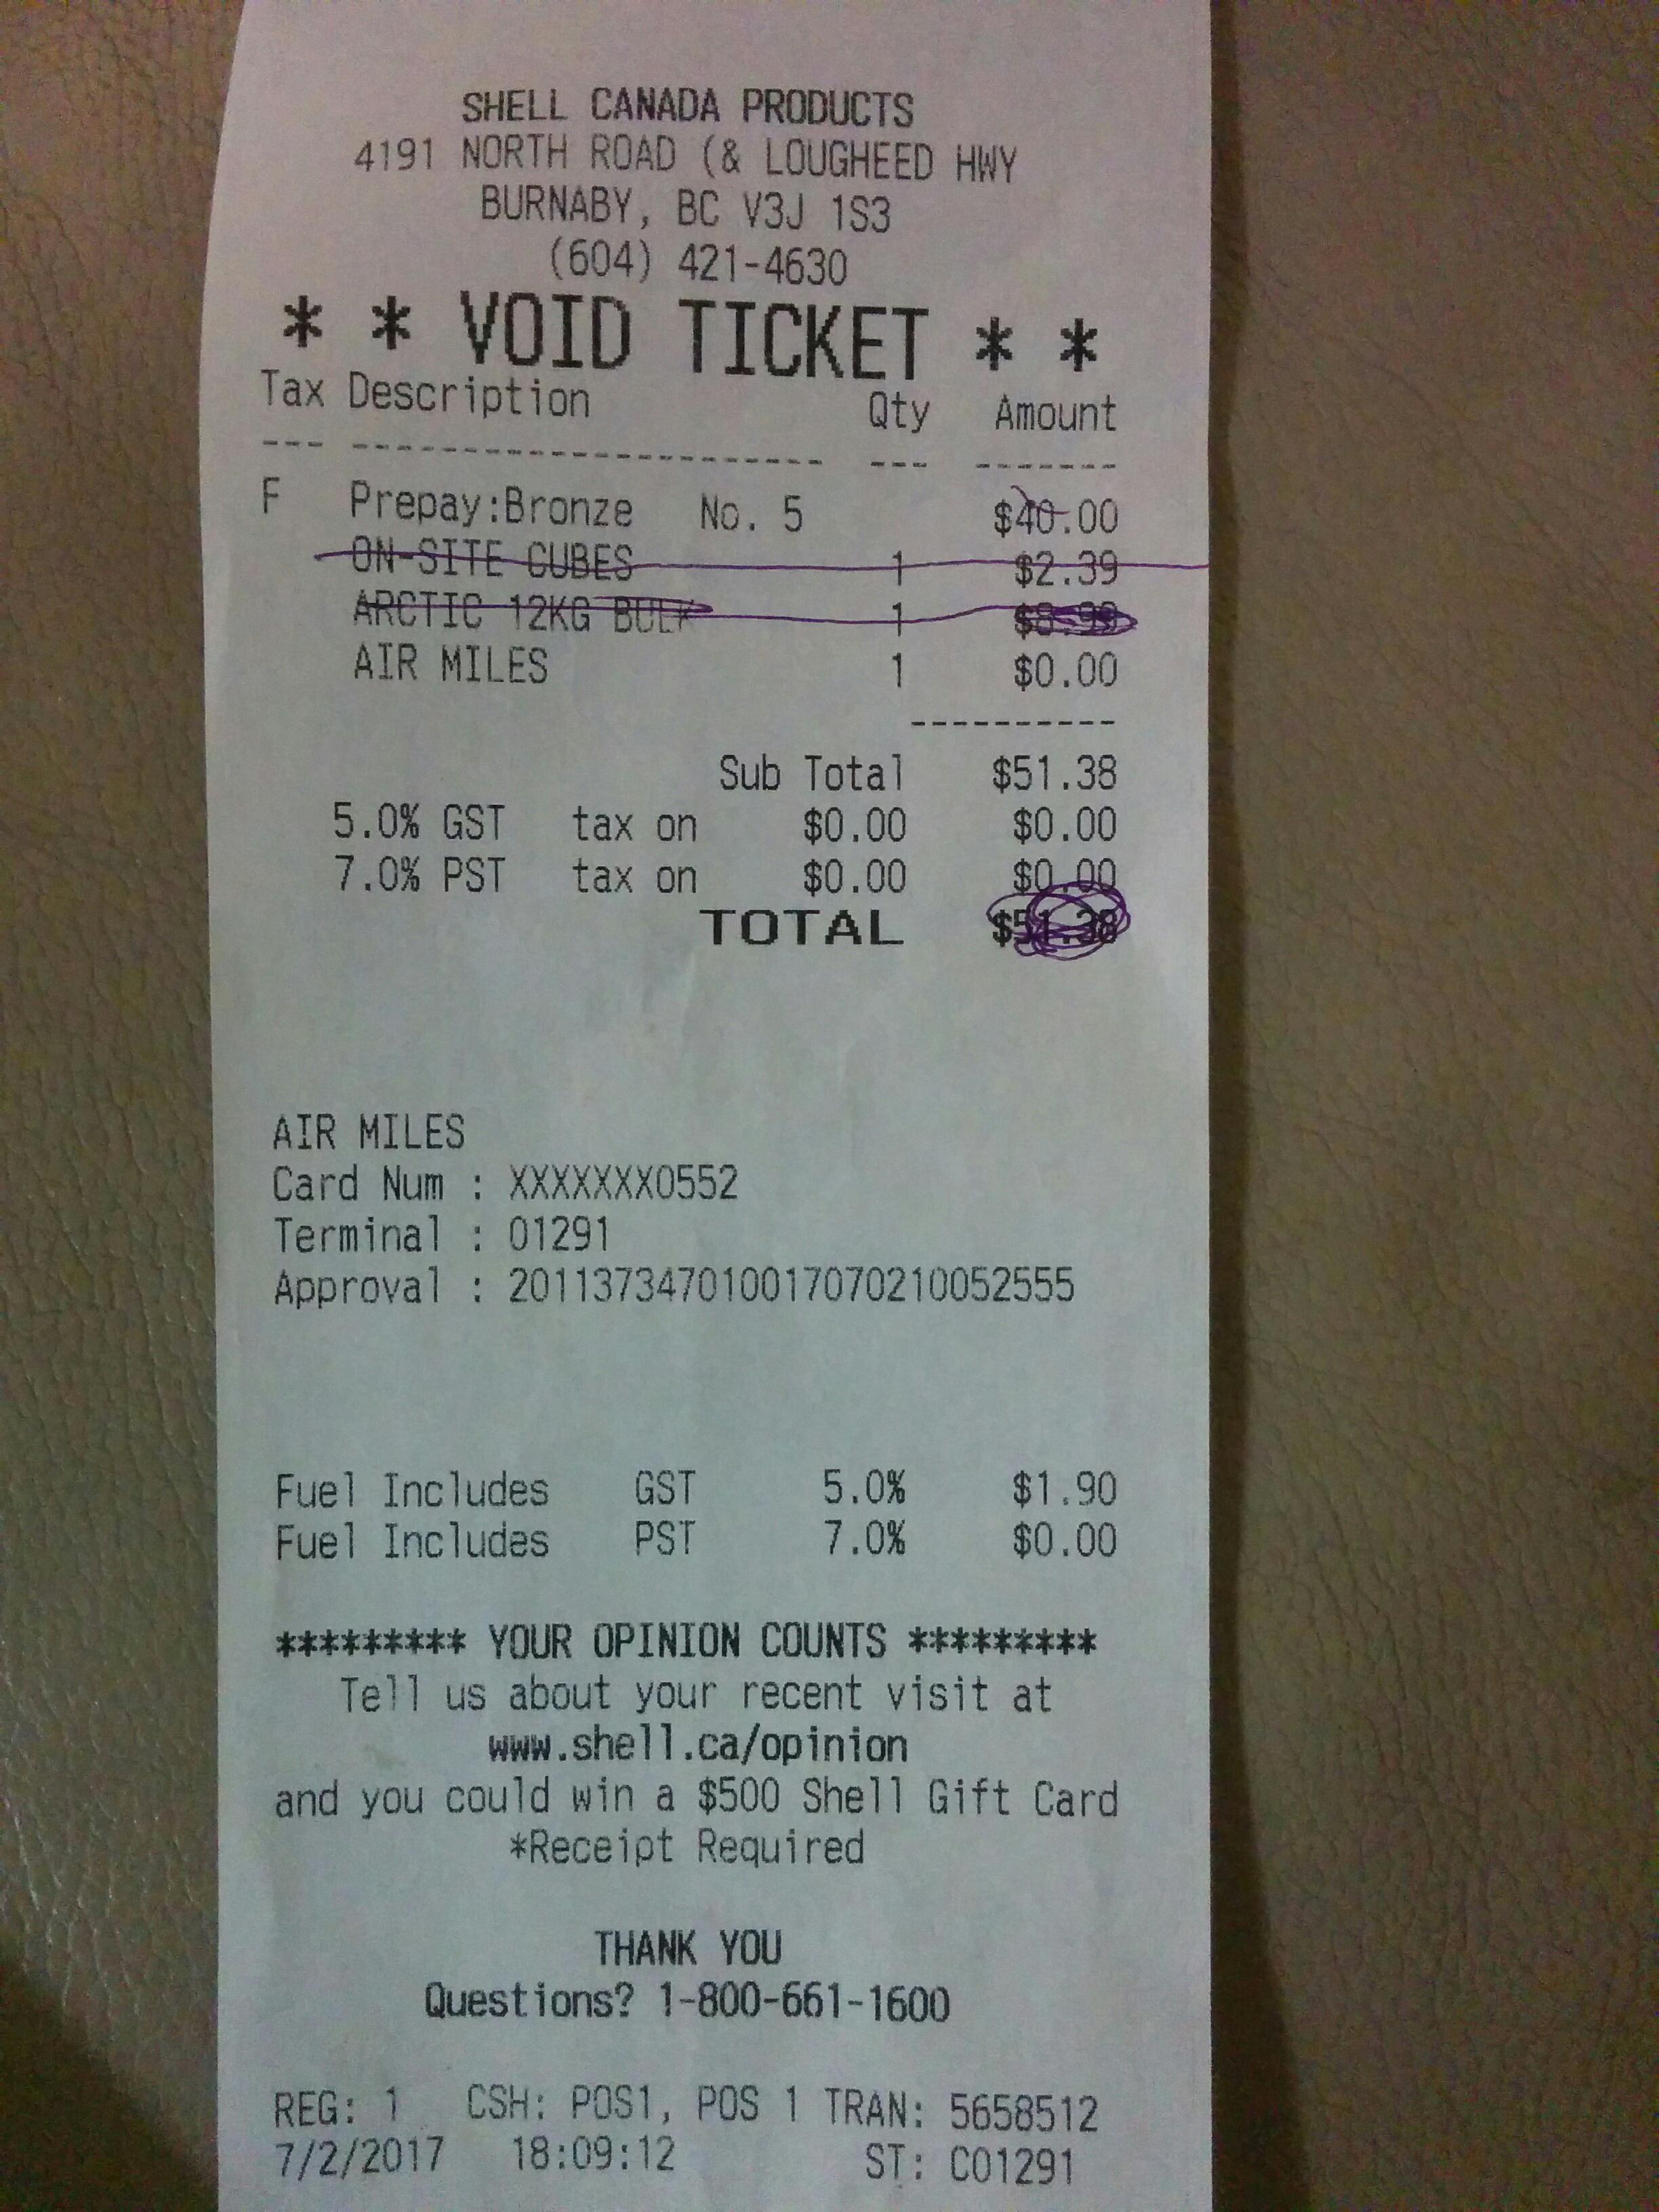 SHELL CANADA PRODUCTS
4191 NORTH ROAD (& LOUGHEED HWY
BURNABY, BC V3J 1S3
(604) 421-4630
* * VOID TICKET * *
Tax Description Qty Amount
--- ---------------------- --- -------
F Prepay:Bronze No. 5 $40.00
ON-SITE CUBES 1 $2.39
ARCTIC 12KG BULK 1 $8.99
AIR MILES 1 $0.00
----------
Sub Total $51.38
5.0% GST tax on $0.00 $0.00
7.0% PST tax on $0.00 $0.00
TOTAL $51.38
AIR MILES
Card Num : XXXXXXX0552
Terminal : 01291
Approval : 201137347010017070210052555
Fuel Includes GST 5.0% $1.90
Fuel Includes PST 7.0% $0.00
********* YOUR OPINION COUNTS *********
Tell us about your recent visit at
www.shell.ca/opinion
and you could win a $500 Shell Gift Card
*Receipt Required
THANK YOU
Questions? 1-800-661-1600
REG: 1 CSH: POS1, POS 1 TRAN: 5658512
7/2/2017 18:09:12 ST: C01291